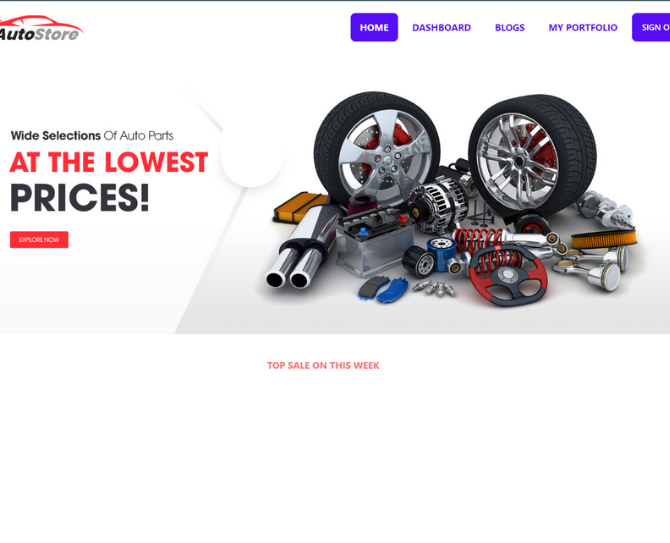 AutoStore
HOME
DASHBOARD
BLOGS
MY PORTFOLIO
SIGN O
Wide Selections Of Auto Parts
AT THE LOWEST
PRICES!
EXPLORE NOW
TOP SALE ON THIS WEEK